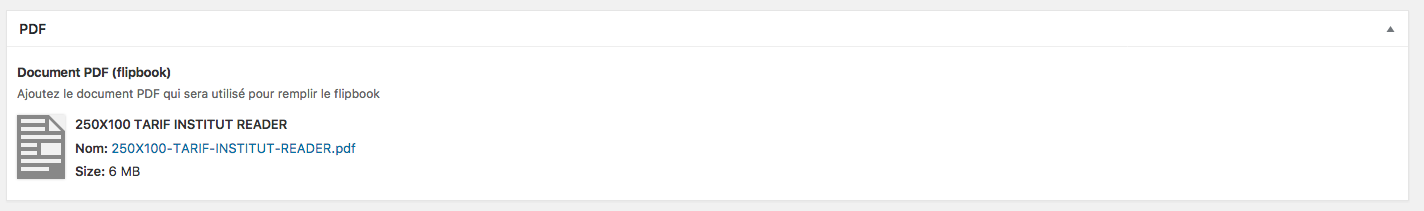 PDF
Document PDF (flipbook)
Ajoutez le document PDF qui sera utilisé pour remplir le flipbook
250X100 TARIF INSTITUT READER
Nom: 250X100-TARIF-INSTITUT-READER.pdf
Size: 6 MB